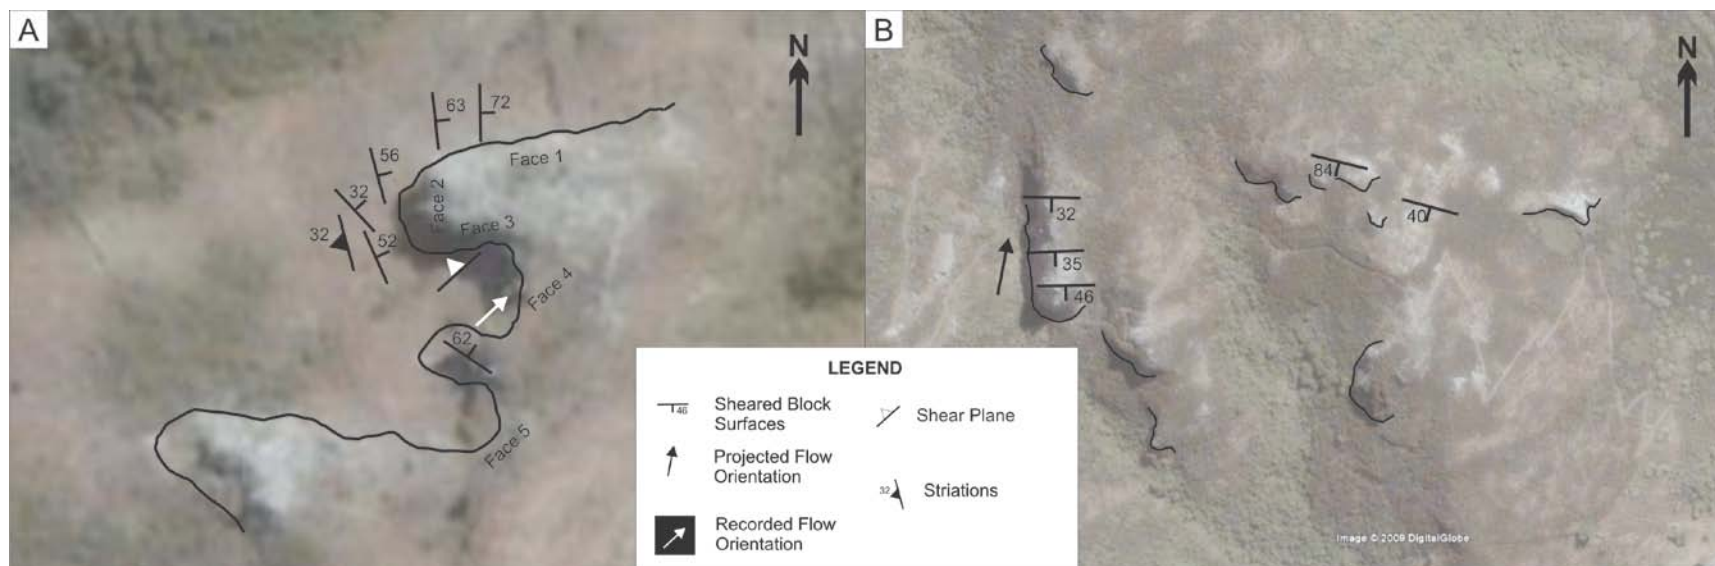 A
N
63
72
56
Face 1
32
Face 2
32
52
Face 3
Face 4
62
Face 5
B
N
84
32
40
35
46
LEGEND
46
Sheared Block
Surfaces
Shear Plane
Projected Flow
Orientation
32
Striations
Recorded Flow
Orientation
Image © 2009 DigitalGlobe